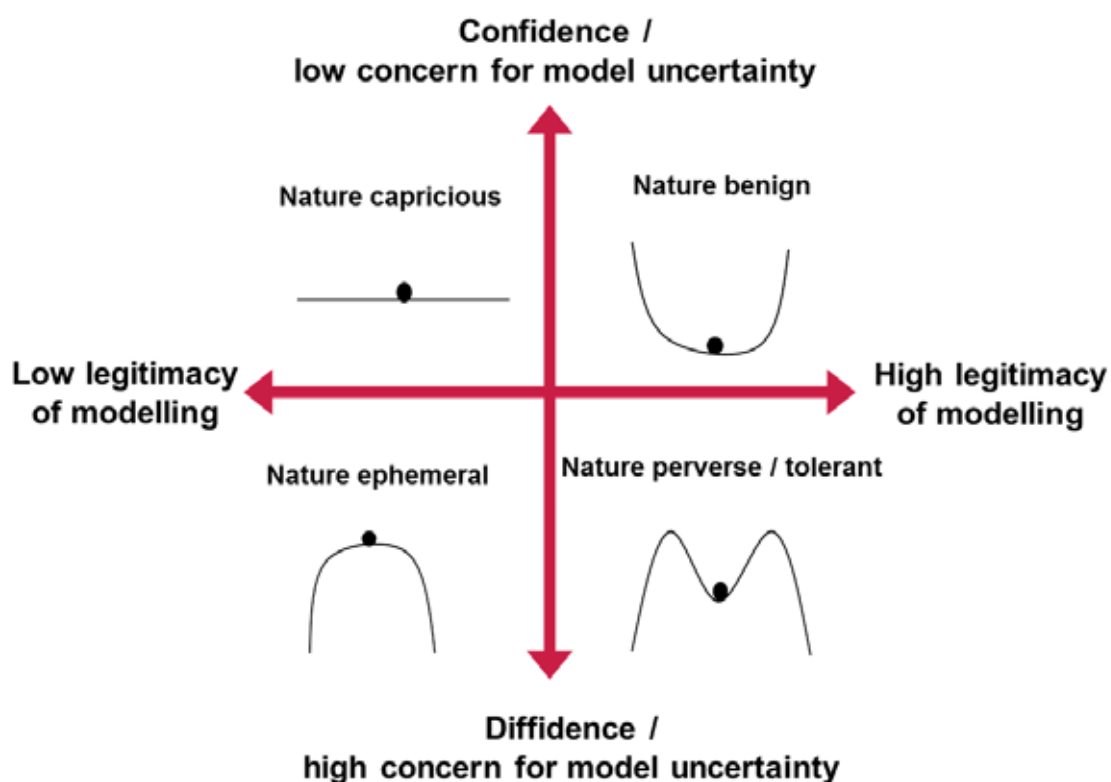 Confidence /
low concern for model uncertainty
Nature capricious
Nature benign
Low legitimacy
of modelling
High legitimacy
of modelling
Nature ephemeral
Nature perverse / tolerant
Diffidence /
high concern for model uncertainty